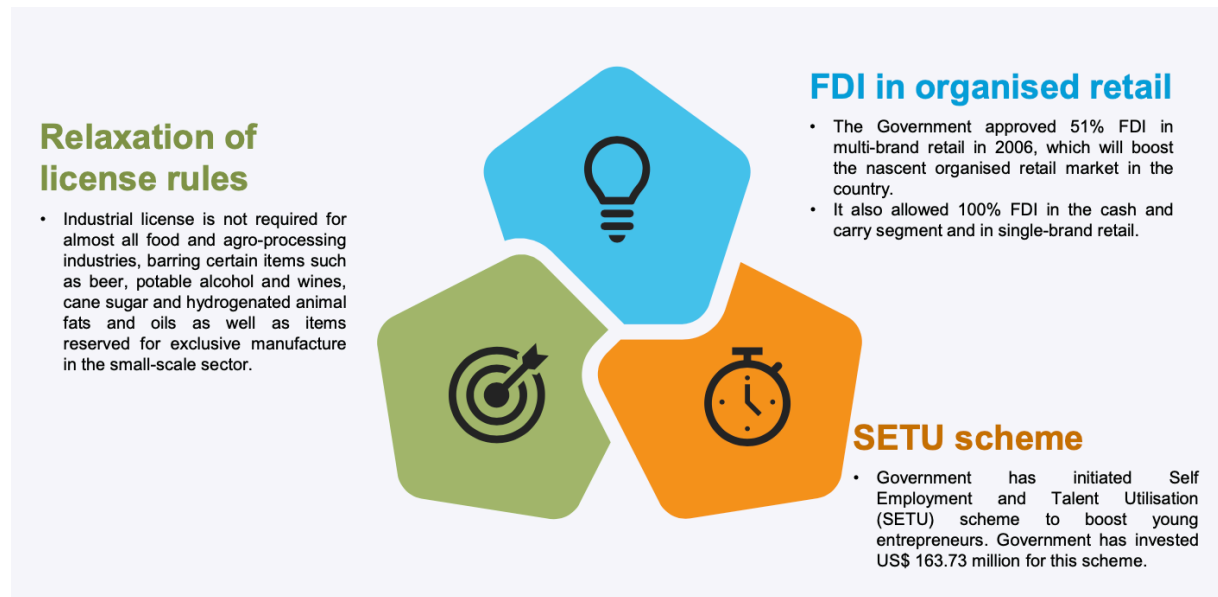 Relaxation of
license rules
• Industrial license is not required for
almost all food and agro-processing
industries, barring certain items such
as beer, potable alcohol and wines,
cane sugar and hydrogenated animal
fats and oils as well as items
reserved for exclusive manufacture
in the small-scale sector.
FDI in organised retail
• The Government approved 51% FDI in
multi-brand retail in 2006, which will boost
the nascent organised retail market in the
country.
• It also allowed 100% FDI in the cash and
carry segment and in single-brand retail.
SETU scheme
• Government has initiated Self
Employment and Talent Utilisation
(SETU) scheme to boost young
entrepreneurs. Government has invested
US$ 163.73 million for this scheme.